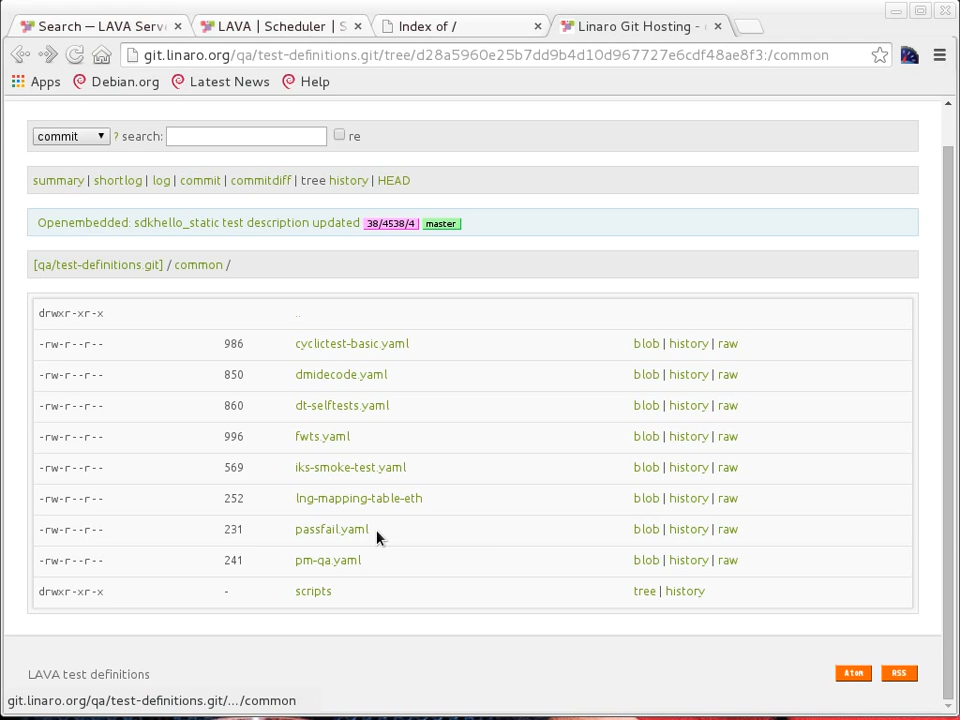 Search — LAVA Serv LAVA | Scheduler | S Index of / Linaro Git Hosting -
git.linaro.org/qa/test-definitions.git/tree/d28a5960e25b7dd9b4d10d967727e6cdf48ae8f3:/common
Apps Debian.org Latest News Help
commit ? search: re
summary | shortlog | log | commit | commitdiff | tree history | HEAD
Openembedded: sdkhello_static test description updated 38/4538/4 master
[qa/test-definitions.git] / common /
drwxr-xr-x ..
-rw-r--r-- 986 cyclictest-basic.yaml blob | history | raw
-rw-r--r-- 850 dmidecode.yaml blob | history | raw
-rw-r--r-- 860 dt-selftests.yaml blob | history | raw
-rw-r--r-- 996 fwts.yaml blob | history | raw
-rw-r--r-- 569 iks-smoke-test.yaml blob | history | raw
-rw-r--r-- 252 lng-mapping-table-eth blob | history | raw
-rw-r--r-- 231 passfail.yaml blob | history | raw
-rw-r--r-- 241 pm-qa.yaml blob | history | raw
drwxr-xr-x - scripts tree | history
LAVA test definitions Atom RSS
git.linaro.org/qa/test-definitions.git/.../common